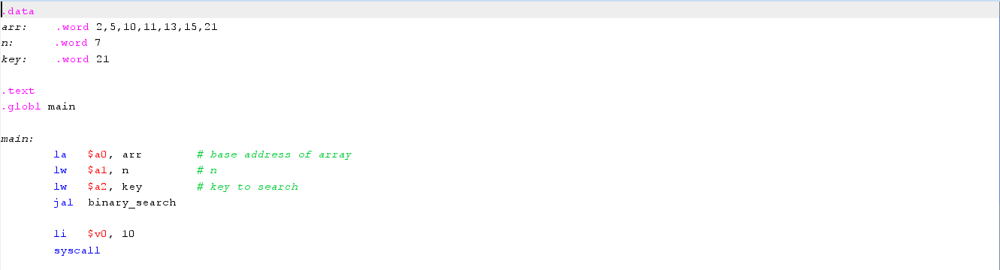 .data
arr:    .word 2,5,10,11,13,15,21
n:      .word 7
key:    .word 21
.text
.globl main
main:
        la   $a0, arr        # base address of array
        lw   $a1, n          # n
        lw   $a2, key        # key to search
        jal  binary_search
        li   $v0, 10
        syscall